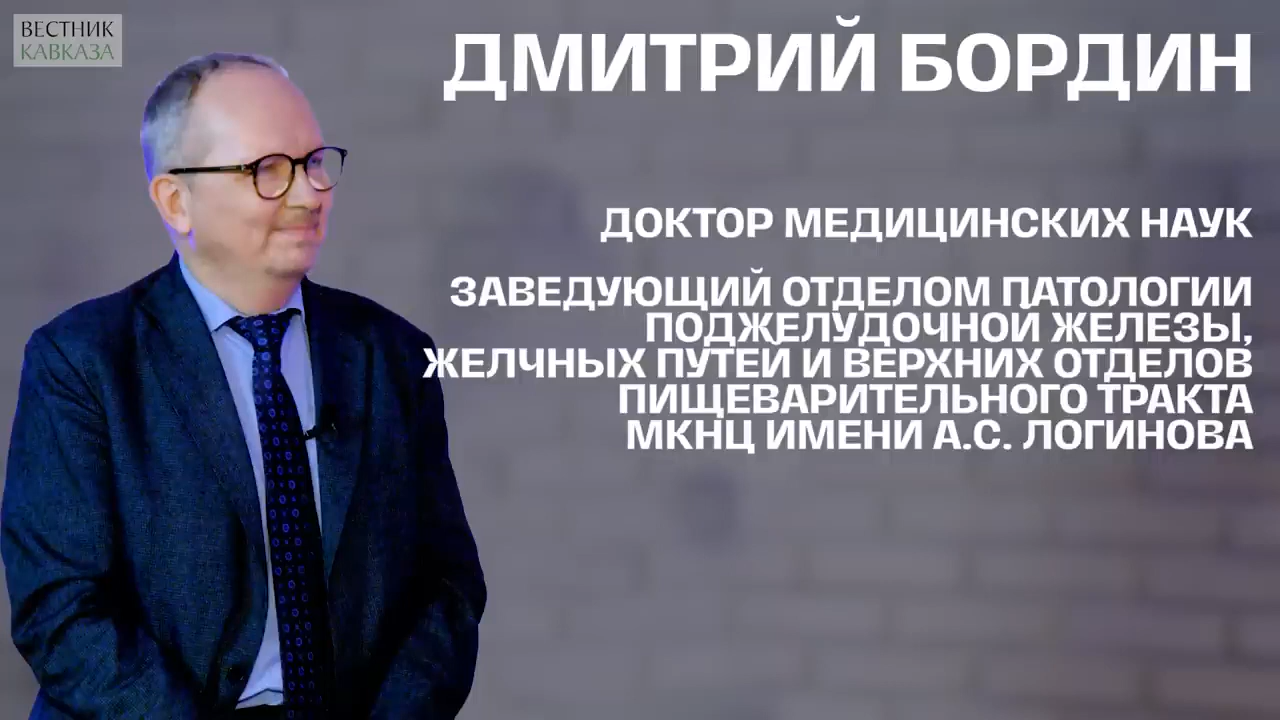 ВЕСТНИК
КАВКАЗА
ДМИТРИЙ БОРДИН
ДОКТОР МЕДИЦИНСКИХ НАУК
ЗАВЕДУЮЩИЙ ОТДЕЛОМ ПАТОЛОГИИ
ПОДЖЕЛУДОЧНОЙ ЖЕЛЕЗЫ,
ЖЕЛЧНЫХ ПУТЕЙ И ВЕРХНИХ ОТДЕЛОВ
ПИЩЕВАРИТЕЛЬНОГО ТРАКТА
МКНЦ ИМЕНИ А.С. ЛОГИНОВА